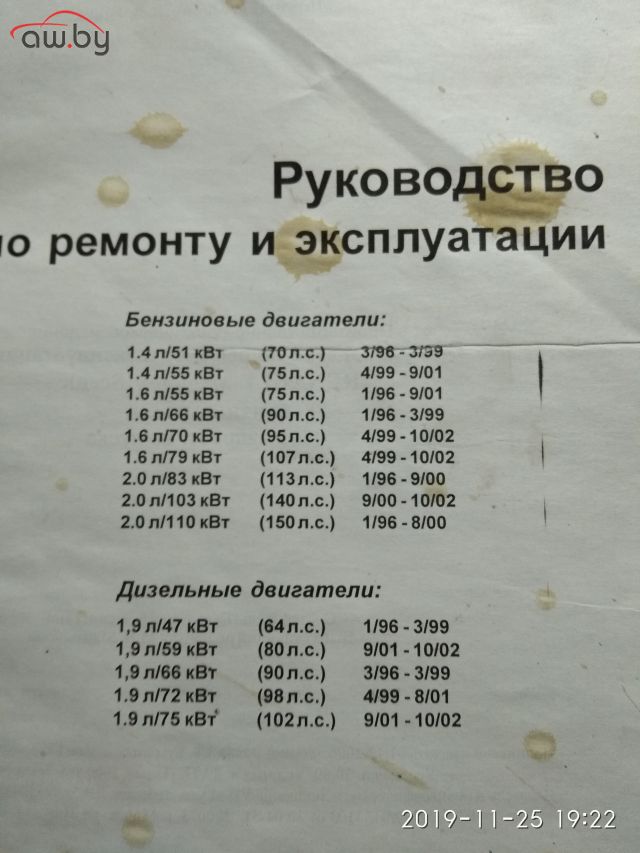 aw.by
Руководство
по ремонту и эксплуатации
Бензиновые двигатели:
1.4 л/51 кВт (70 л.с.) 3/96 - 3/99
1.4 л/55 кВт (75 л.с.) 4/99 - 9/01
1.6 л/55 кВт (75 л.с.) 1/96 - 9/01
1.6 л/66 кВт (90 л.с.) 1/96 - 3/99
1.6 л/70 кВт (95 л.с.) 4/99 - 10/02
1.6 л/79 кВт (107 л.с.) 4/99 - 10/02
2.0 л/83 кВт (113 л.с.) 1/96 - 9/00
2.0 л/103 кВт (140 л.с.) 9/00 - 10/02
2.0 л/110 кВт (150 л.с.) 1/96 - 8/00
Дизельные двигатели:
1,9 л/47 кВт (64 л.с.) 1/96 - 3/99
1,9 л/59 кВт (80 л.с.) 9/01 - 10/02
1,9 л/66 кВт (90 л.с.) 3/96 - 3/99
1.9 л/72 кВт (98 л.с.) 4/99 - 8/01
1.9 л/75 кВт (102 л.с.) 9/01 - 10/02
2019-11-25 19:22